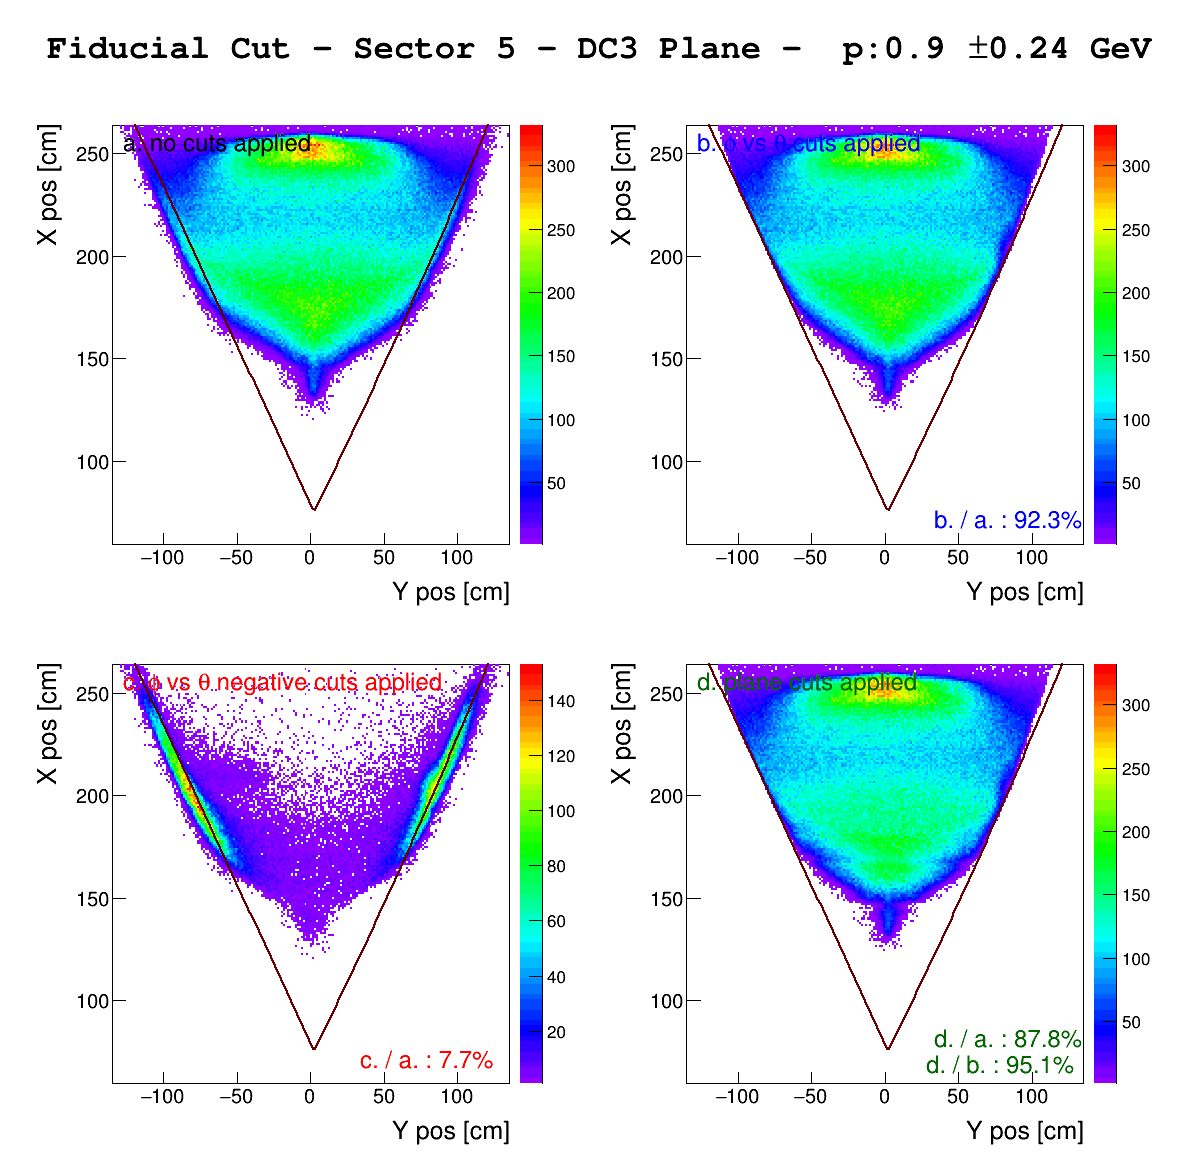 Fiducial Cut − Sector 5 − DC3 Plane − p:0.9 ±0.24 GeV
X pos [cm]
a. no cuts applied
250
200
150
100
−100 −50 0 50 100
Y pos [cm]
300
250
200
150
100
50
X pos [cm]
b. ϕ vs θ cuts applied
250
200
150
100
b. / a. : 92.3%
−100 −50 0 50 100
Y pos [cm]
300
250
200
150
100
50
X pos [cm]
c. ϕ vs θ negative cuts applied
250
200
150
100
c. / a. : 7.7%
−100 −50 0 50 100
Y pos [cm]
140
120
100
80
60
40
20
X pos [cm]
d. plane cuts applied
250
200
150
100
d. / a. : 87.8%
d. / b. : 95.1%
−100 −50 0 50 100
Y pos [cm]
300
250
200
150
100
50